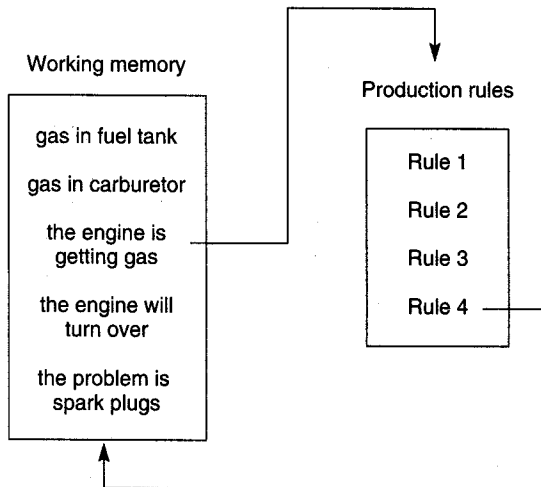 Working memory
gas in fuel tank
gas in carburetor
the engine is
getting gas
the engine will
turn over
the problem is
spark plugs
Production rules
Rule 1
Rule 2
Rule 3
Rule 4